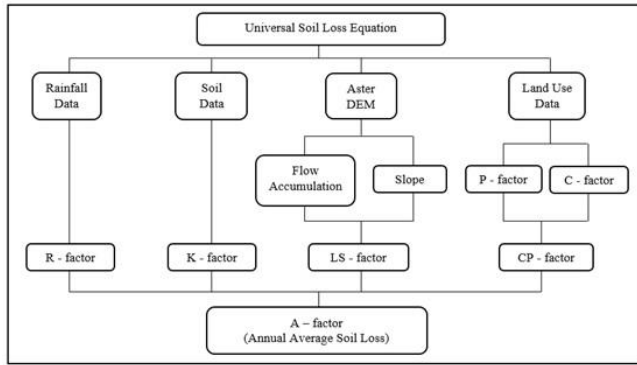 Universal Soil Loss Equation
Rainfall
Data
Soil
Data
Aster
DEM
Land Use
Data
Flow
Accumulation
Slope
P - factor
C - factor
R - factor
K - factor
LS - factor
CP - factor
A – factor
(Annual Average Soil Loss)